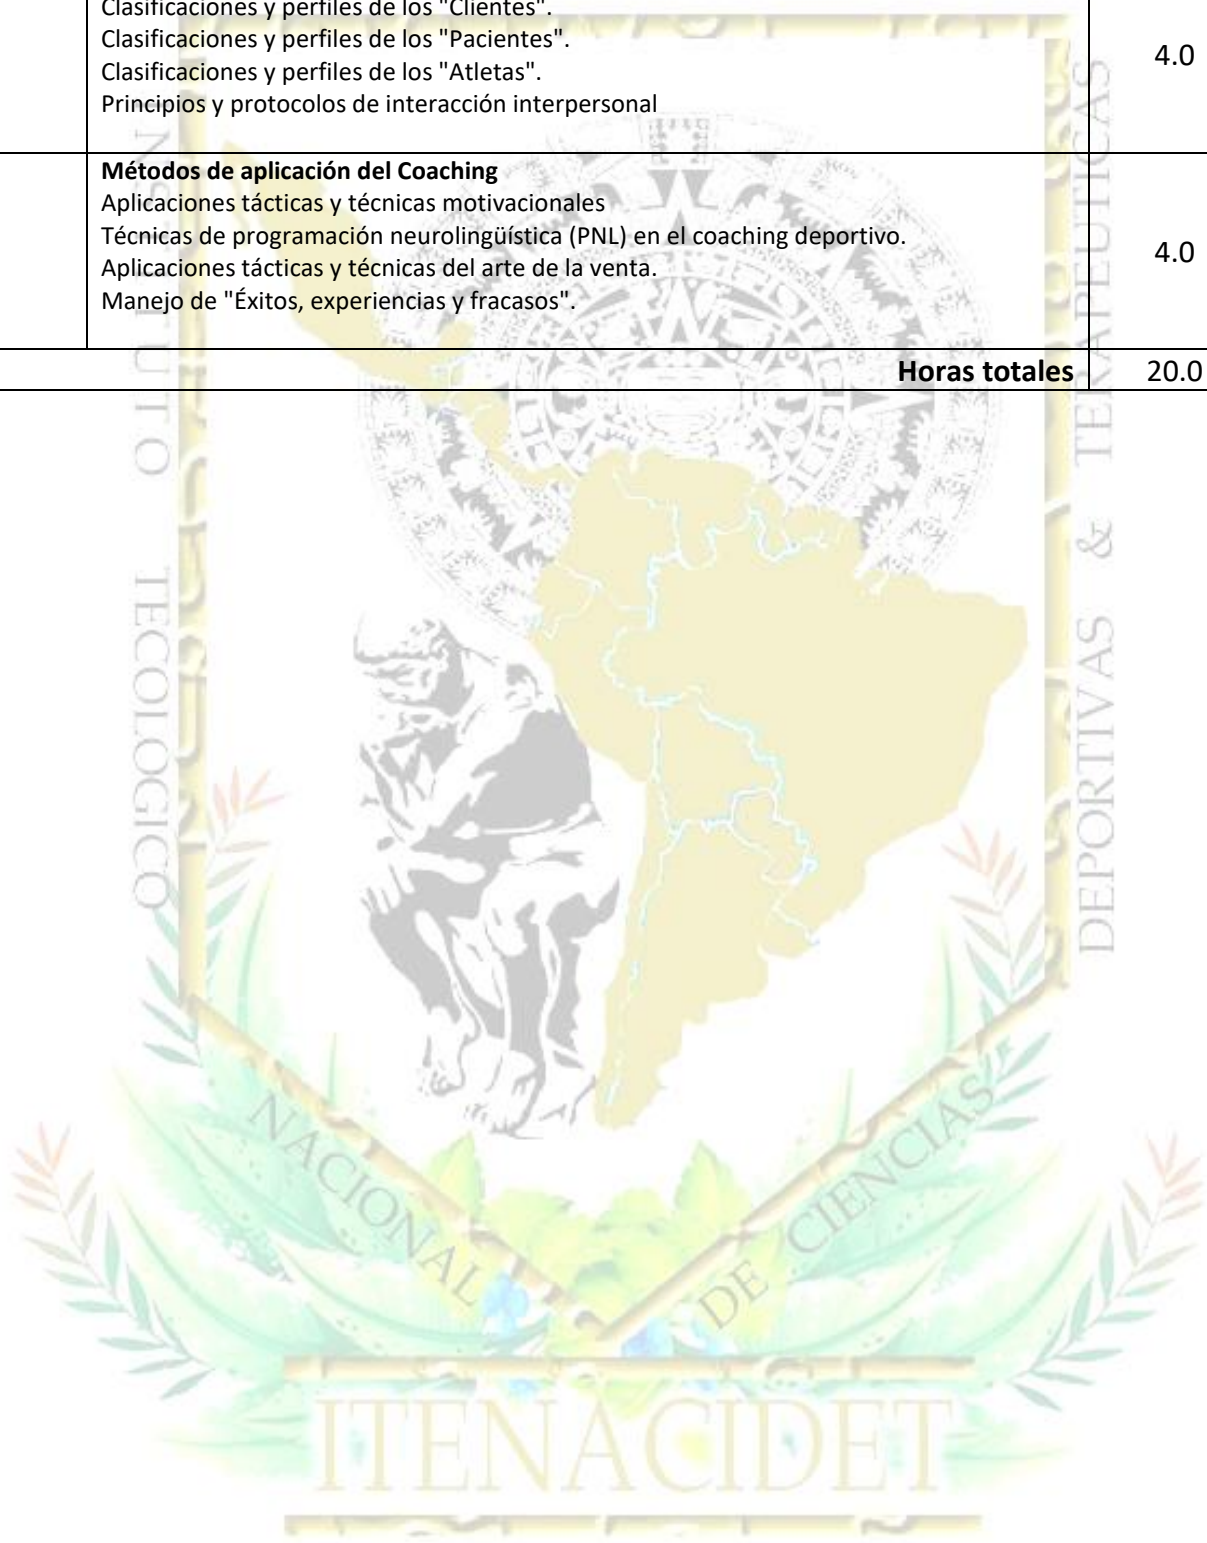 Clasificaciones y perfiles de los "Clientes".
Clasificaciones y perfiles de los "Pacientes".
Clasificaciones y perfiles de los "Atletas".
Principios y protocolos de interacción interpersonal
4.0
Métodos de aplicación del Coaching
Aplicaciones tácticas y técnicas motivacionales
Técnicas de programación neurolingüística (PNL) en el coaching deportivo.
Aplicaciones tácticas y técnicas del arte de la venta.
Manejo de "Éxitos, experiencias y fracasos".
4.0
Horas totales 20.0
INSTITUTO TECOLOGICO
NACIONAL DE CIENCIAS
DEPORTIVAS & TERAPEUTICAS
ITENACIDET